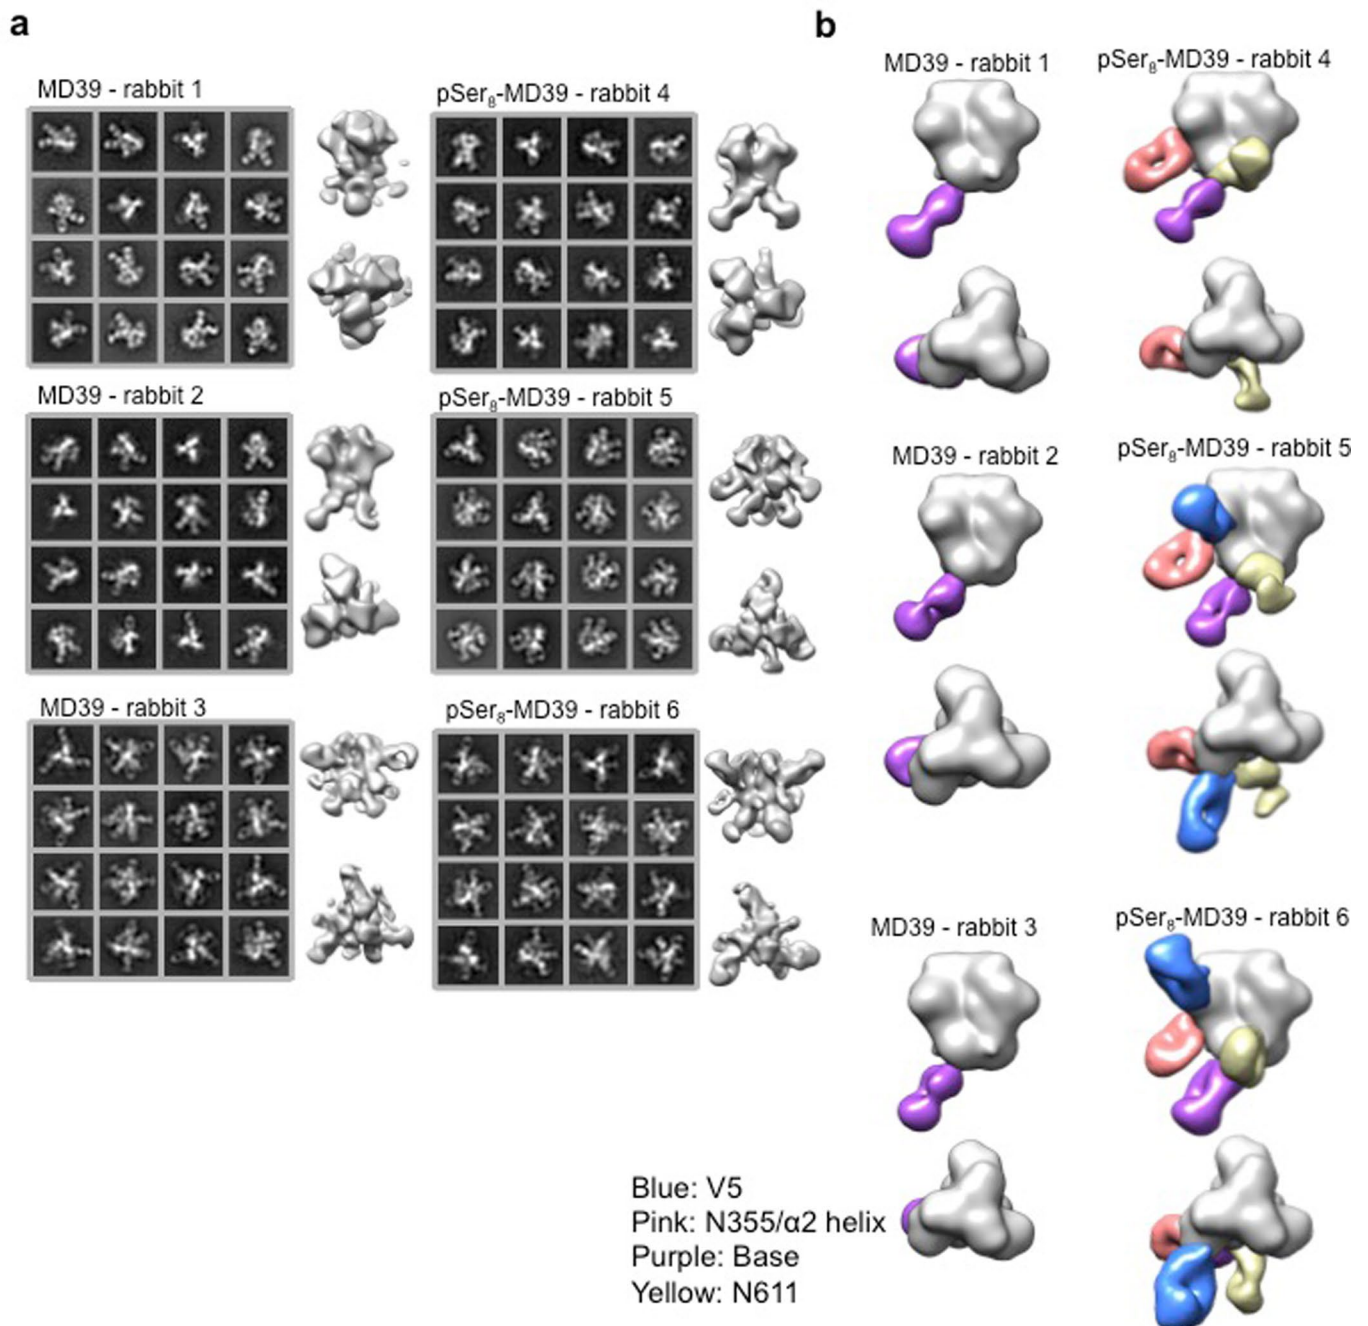 a
MD39 - rabbit 1
pSer₈-MD39 - rabbit 4
MD39 - rabbit 2
pSer₈-MD39 - rabbit 5
MD39 - rabbit 3
pSer₈-MD39 - rabbit 6
b
MD39 - rabbit 1
pSer₈-MD39 - rabbit 4
MD39 - rabbit 2
pSer₈-MD39 - rabbit 5
MD39 - rabbit 3
pSer₈-MD39 - rabbit 6
Blue: V5
Pink: N355/α2 helix
Purple: Base
Yellow: N611